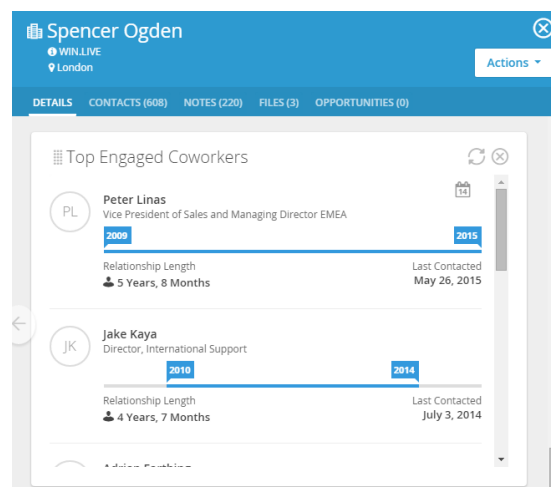 Spencer Ogden
WIN.LIVE
London
Actions
DETAILS CONTACTS (608) NOTES (220) FILES (3) OPPORTUNITIES (0)
Top Engaged Coworkers
14
PL
Peter Linas
Vice President of Sales and Managing Director EMEA
2009 2015
Relationship Length Last Contacted
5 Years, 8 Months May 26, 2015
JK
Jake Kaya
Director, International Support
2010 2014
Relationship Length Last Contacted
4 Years, 7 Months July 3, 2014